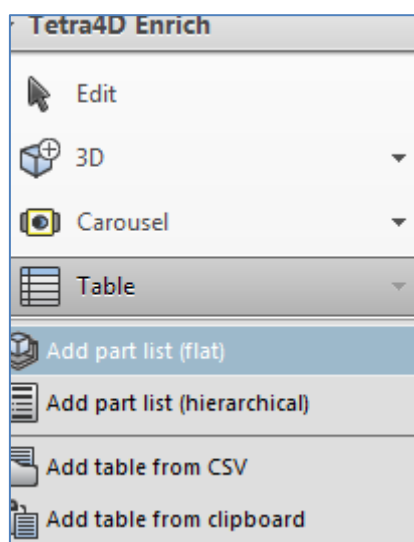 Tetra4D Enrich
Edit
3D
Carousel
Table
Add part list (flat)
Add part list (hierarchical)
Add table from CSV
Add table from clipboard